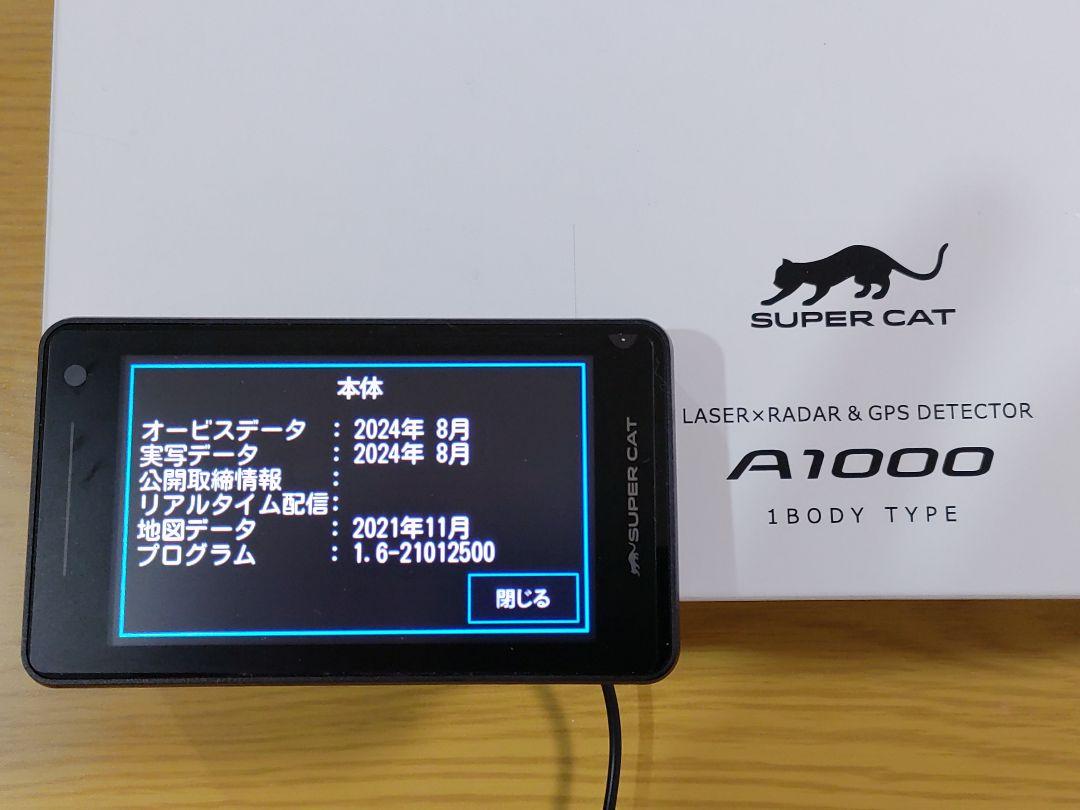 本体
オービスデータ : 2024年 8月
実写データ : 2024年 8月
公開取締情報 :
リアルタイム配信:
地図データ : 2021年11月
プログラム : 1.6-21012500
閉じる
SUPER CAT
SUPER CAT
LASER×RADAR & GPS DETECTOR
A1000
1BODY TYPE